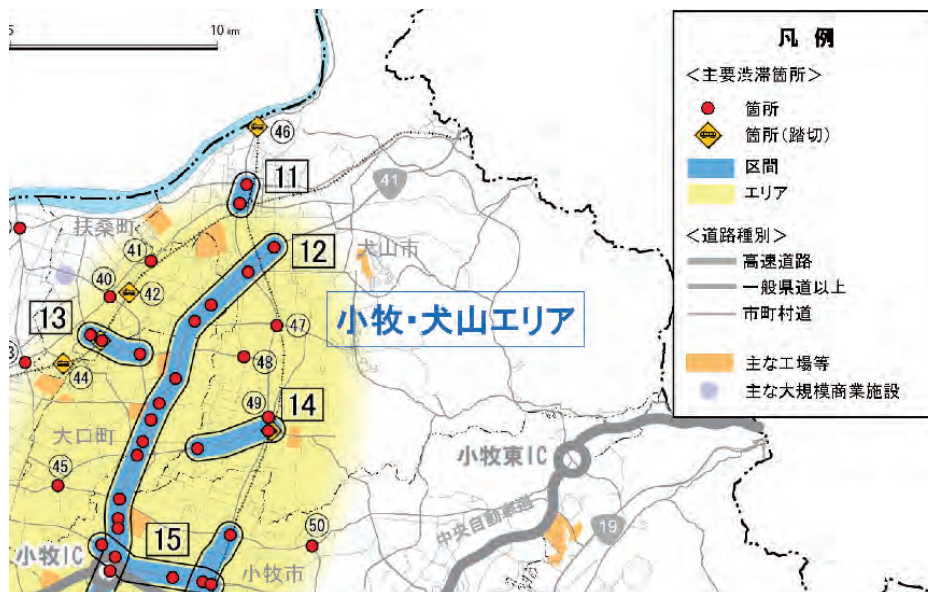 5
10 km
46
11
41
扶桑町
41
12
犬山市
40
42
13
小牧・犬山エリア
47
3
44
48
49
14
大口町
小牧東IC
45
中央自動車道
19
50
15
小牧IC
小牧市
凡 例
＜主要渋滞箇所＞
箇所
箇所（踏切）
区間
エリア
＜道路種別＞
高速道路
一般県道以上
市町村道
主な工場等
主な大規模商業施設